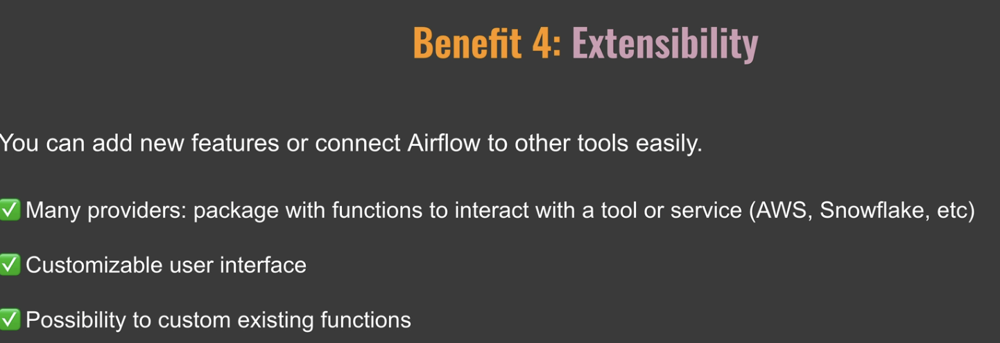 Benefit 4: Extensibility
You can add new features or connect Airflow to other tools easily.
✅ Many providers: package with functions to interact with a tool or service (AWS, Snowflake, etc)
✅ Customizable user interface
✅ Possibility to custom existing functions